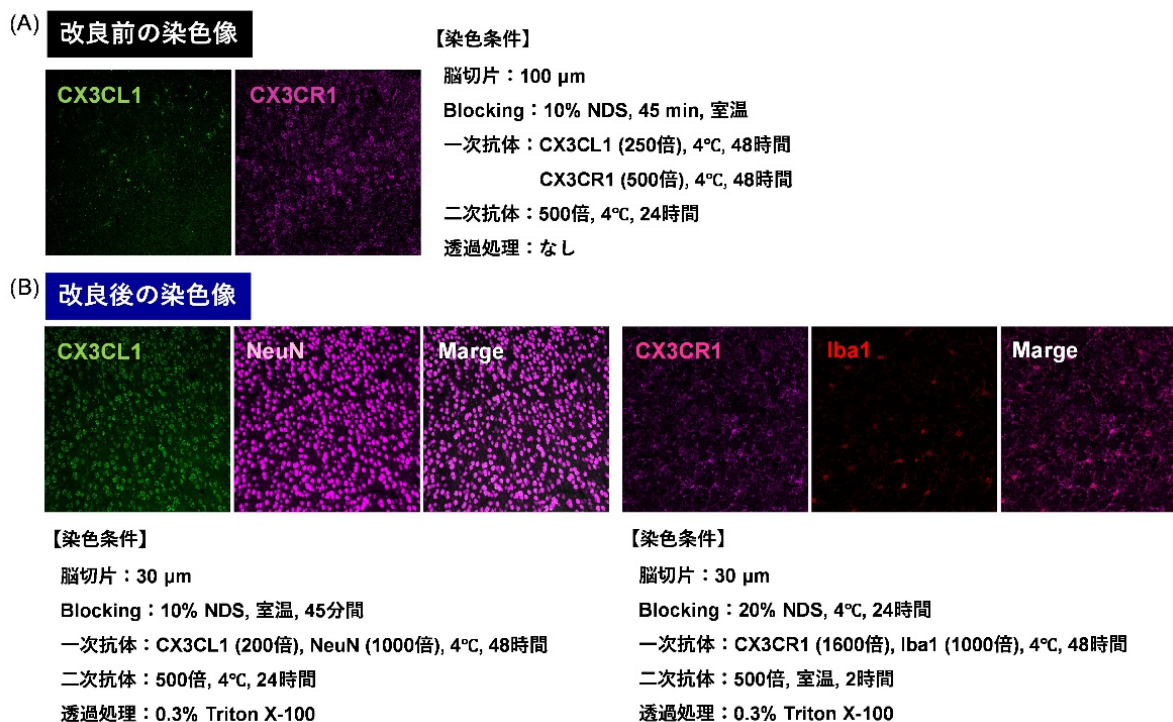 (A) 改良前の染色像
CX3CL1
CX3CR1
【染色条件】
脳切片：100 µm
Blocking：10% NDS, 45 min, 室温
一次抗体：CX3CL1 (250倍), 4℃, 48時間
CX3CR1 (500倍), 4℃, 48時間
二次抗体：500倍, 4℃, 24時間
透過処理：なし
(B) 改良後の染色像
CX3CL1
NeuN
Marge
CX3CR1
Iba1
Marge
【染色条件】
脳切片：30 µm
Blocking：10% NDS, 室温, 45分間
一次抗体：CX3CL1 (200倍), NeuN (1000倍), 4℃, 48時間
二次抗体：500倍, 4℃, 24時間
透過処理：0.3% Triton X-100
【染色条件】
脳切片：30 µm
Blocking：20% NDS, 4℃, 24時間
一次抗体：CX3CR1 (1600倍), Iba1 (1000倍), 4℃, 48時間
二次抗体：500倍, 室温, 2時間
透過処理：0.3% Triton X-100